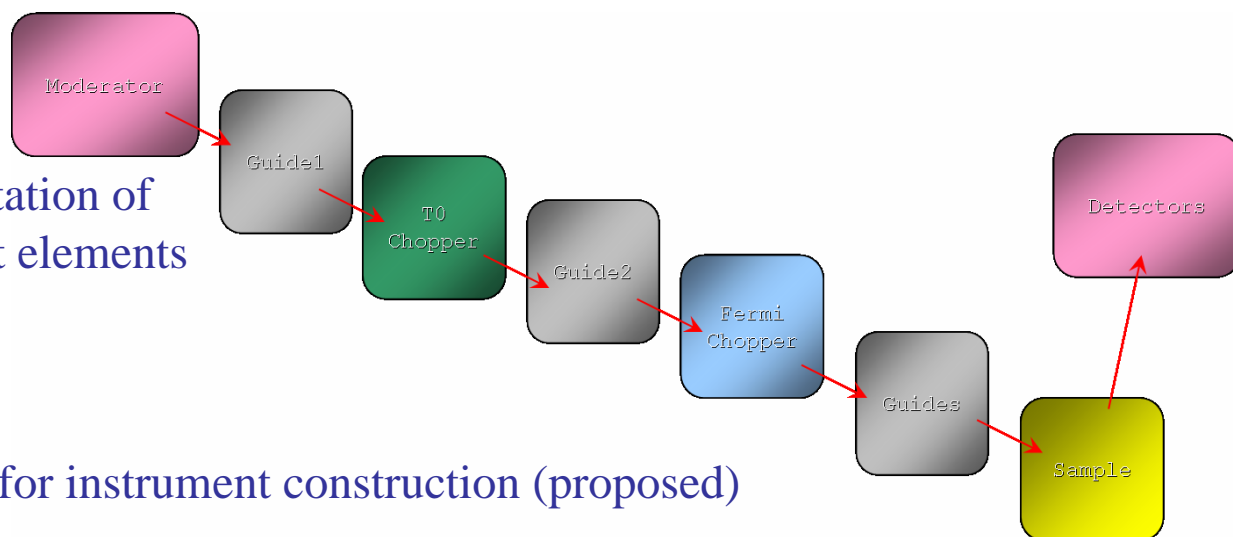 Moderator
Guide1
T0
Chopper
Guide2
Fermi
Chopper
Guides
Sample
Detectors
tation of
t elements
for instrument construction (proposed)